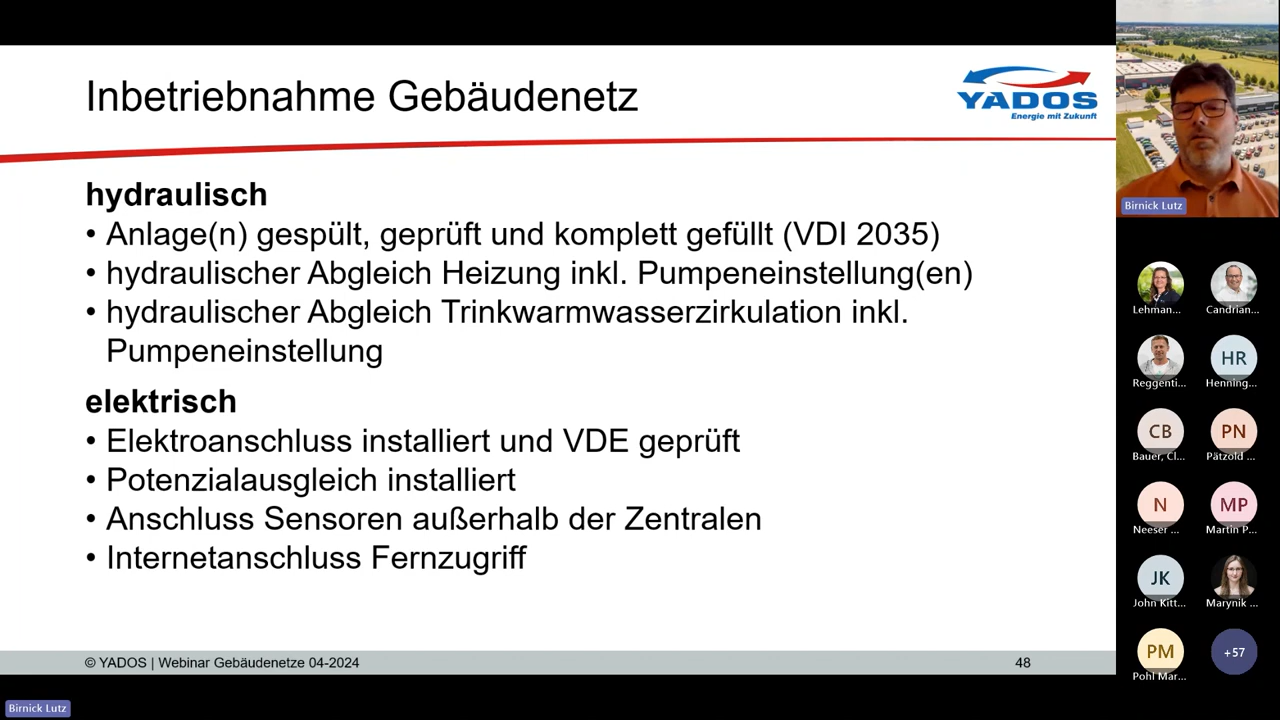 Inbetriebnahme Gebäudenetz
YADOS
Energie mit Zukunft
hydraulisch
• Anlage(n) gespült, geprüft und komplett gefüllt (VDI 2035)
• hydraulischer Abgleich Heizung inkl. Pumpeneinstellung(en)
• hydraulischer Abgleich Trinkwarmwasserzirkulation inkl.
Pumpeneinstellung
elektrisch
• Elektroanschluss installiert und VDE geprüft
• Potenzialausgleich installiert
• Anschluss Sensoren außerhalb der Zentralen
• Internetanschluss Fernzugriff
© YADOS | Webinar Gebäudenetze 04-2024
48
Birnick Lutz
Lehman...
Candrian...
Reggenti...
HR
Henning...
CB
Bauer, Cl...
PN
Pätzold ...
N
Neeser ...
MP
Martin P...
JK
John Kitt...
Marynik ...
PM
Pohl Mar...
+57
Birnick Lutz